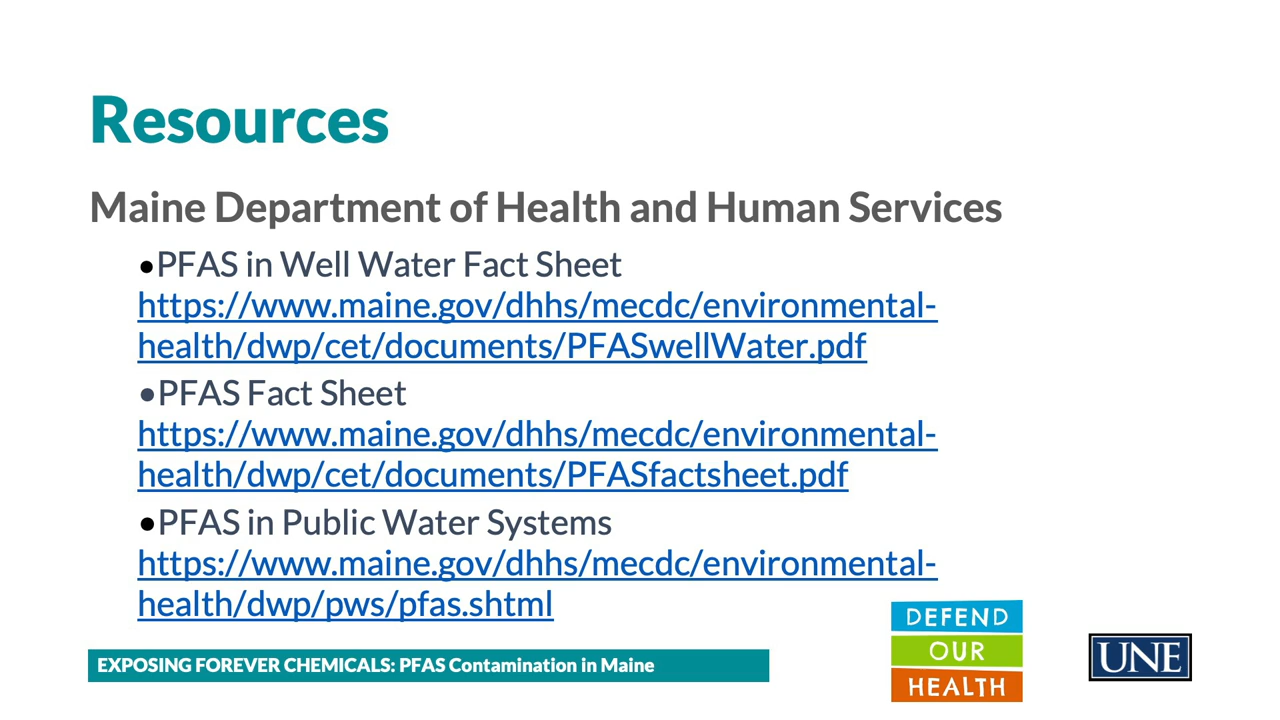 Resources
Maine Department of Health and Human Services
•PFAS in Well Water Fact Sheet
https://www.maine.gov/dhhs/mecdc/environmental-
health/dwp/cet/documents/PFASwellWater.pdf
•PFAS Fact Sheet
https://www.maine.gov/dhhs/mecdc/environmental-
health/dwp/cet/documents/PFASfactsheet.pdf
•PFAS in Public Water Systems
https://www.maine.gov/dhhs/mecdc/environmental-
health/dwp/pws/pfas.shtml
EXPOSING FOREVER CHEMICALS: PFAS Contamination in Maine
DEFEND
OUR
HEALTH
UNE